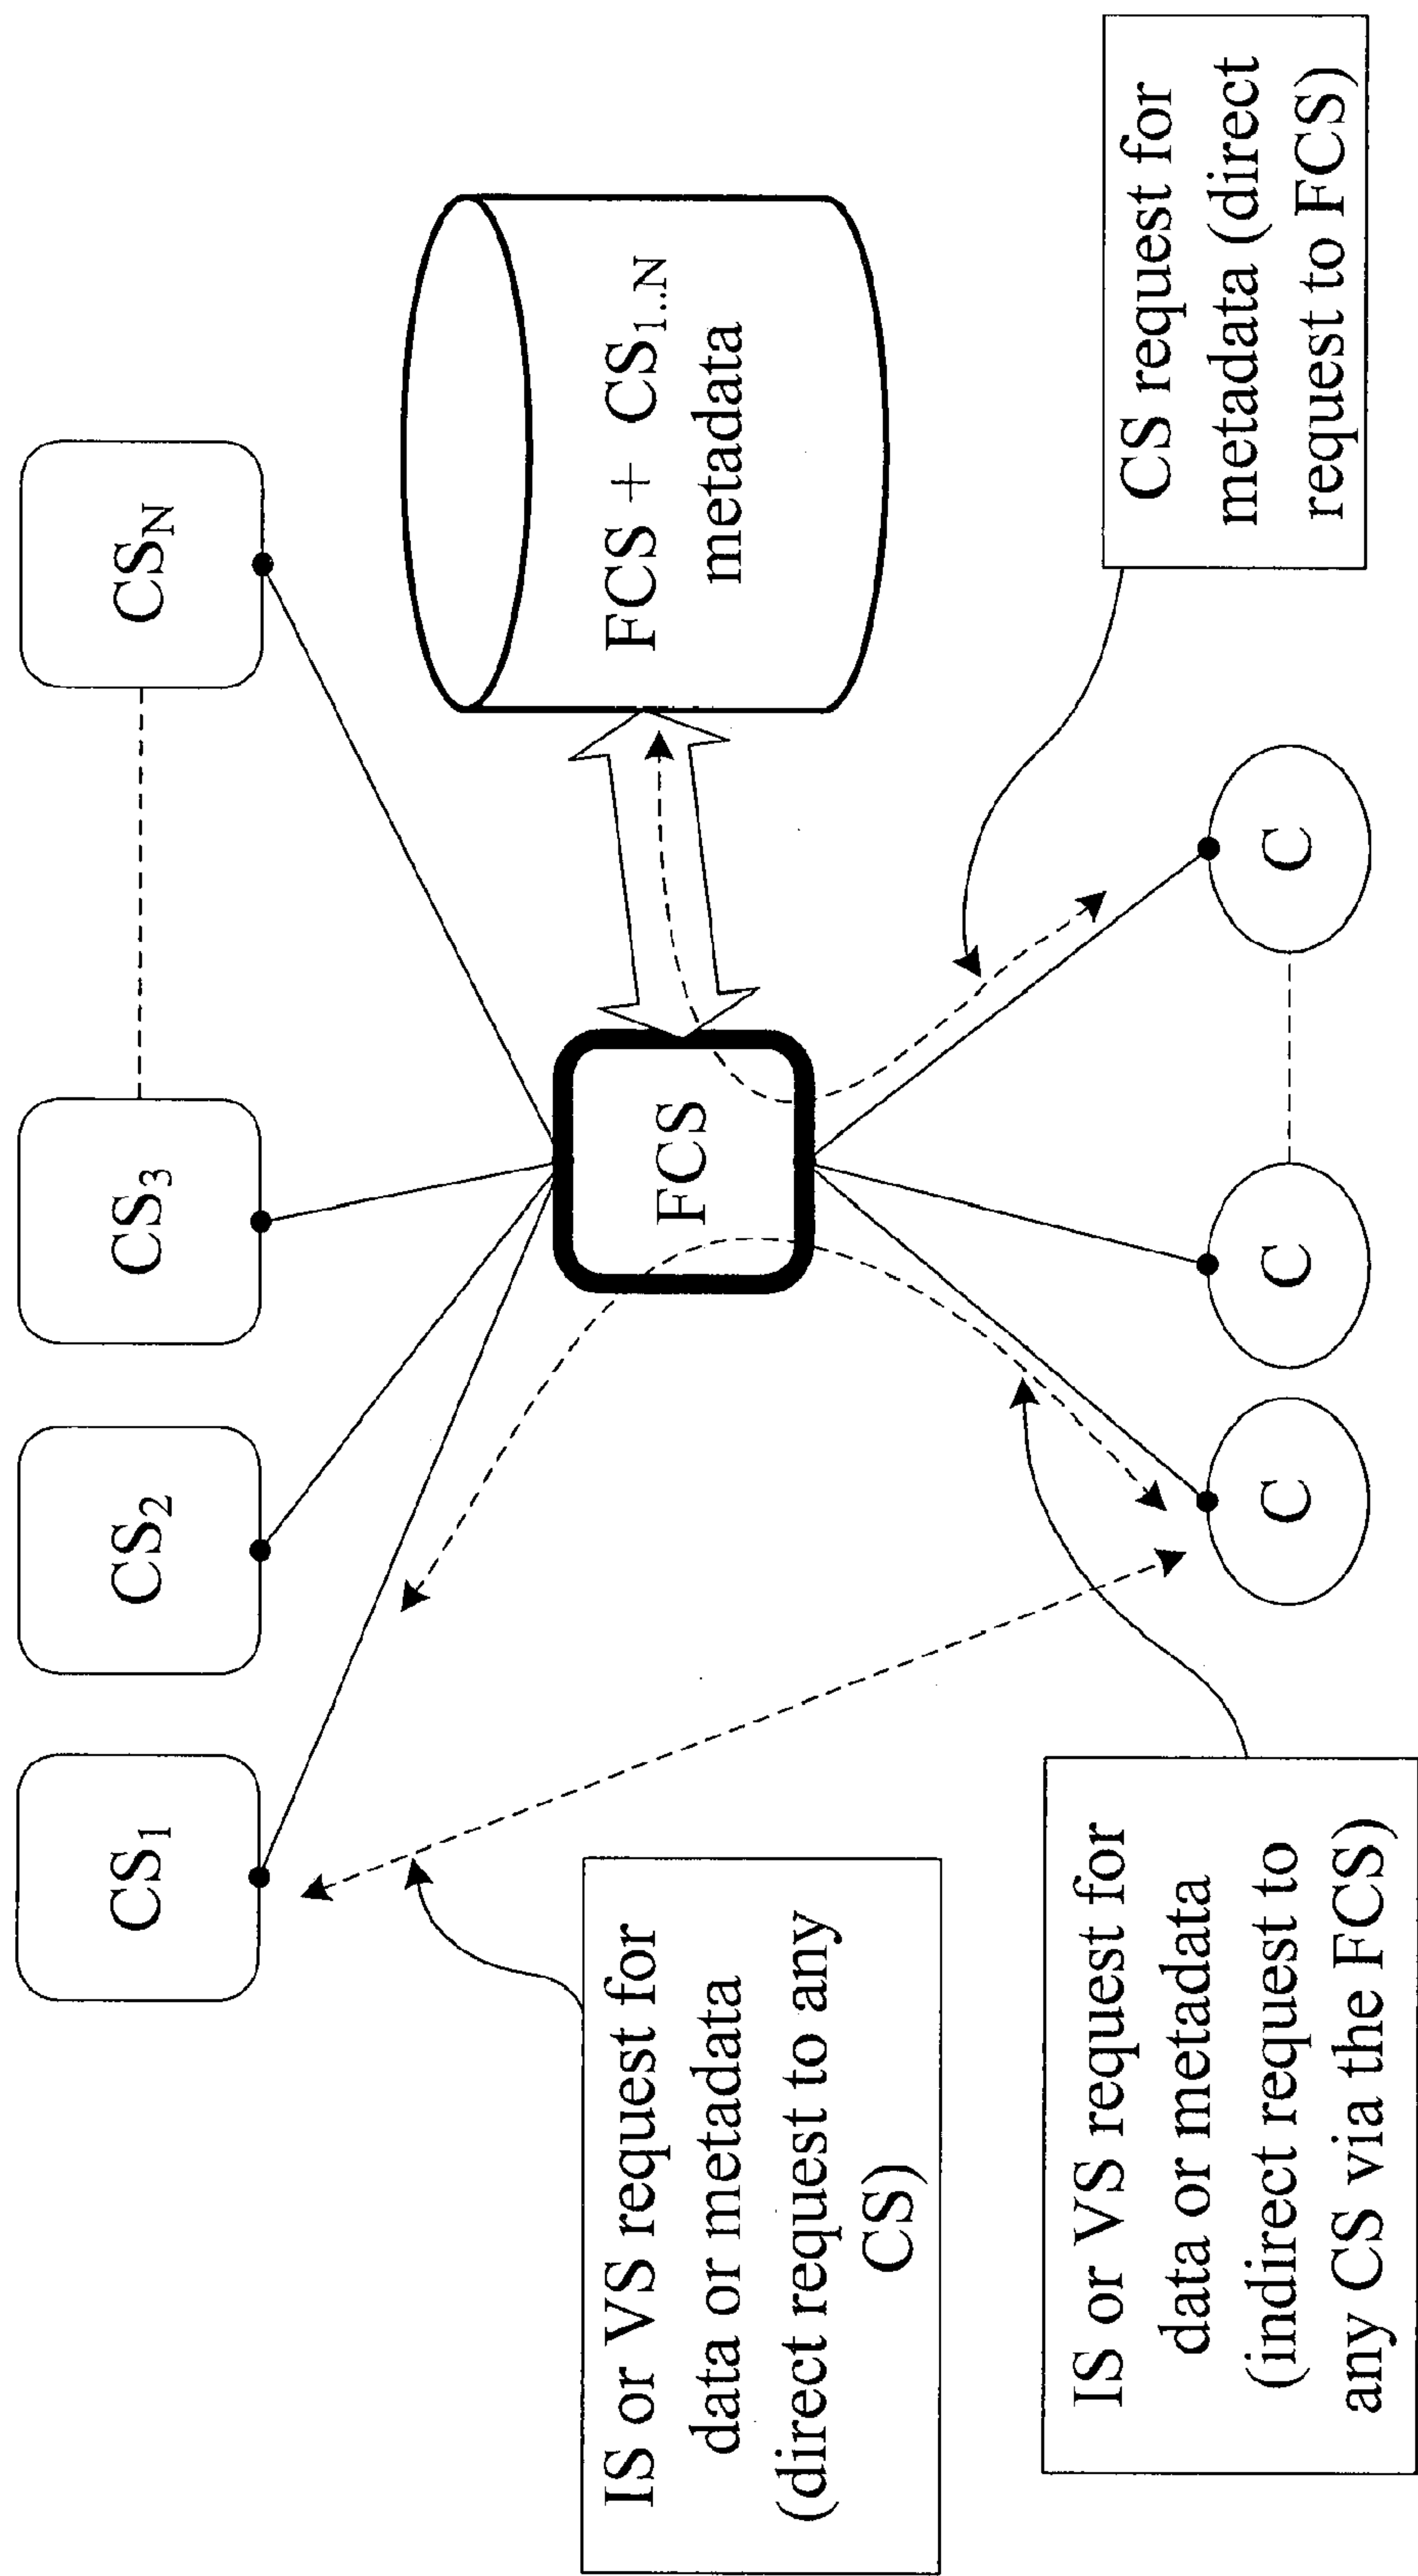 CS1
CS2
CS3
CSN
FCS
FCS + CS1..N
metadata
C
C
C
IS or VS request for
data or metadata
(direct request to any
CS)
IS or VS request for
data or metadata
(indirect request to
any CS via the FCS)
CS request for
metadata (direct
request to FCS)